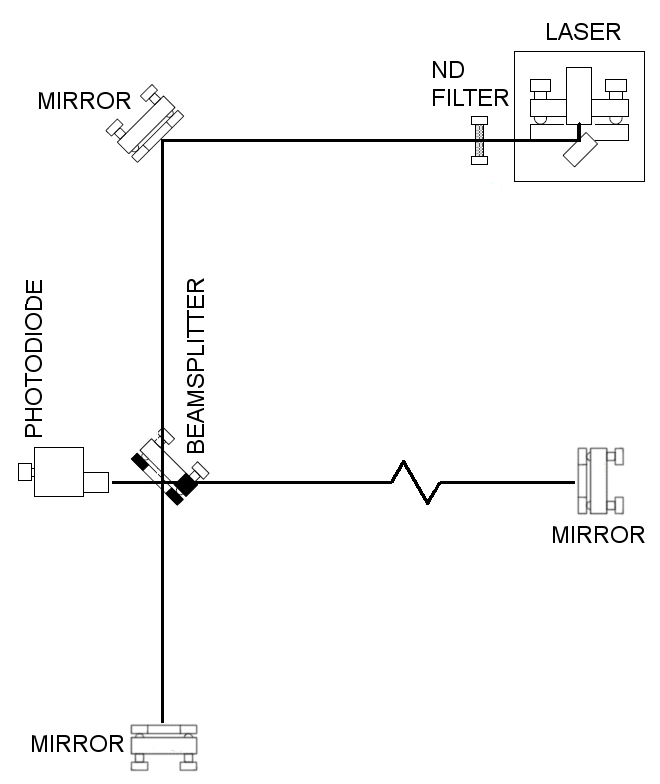 LASER
ND
FILTER
MIRROR
PHOTODIODE
BEAMSPLITTER
MIRROR
MIRROR